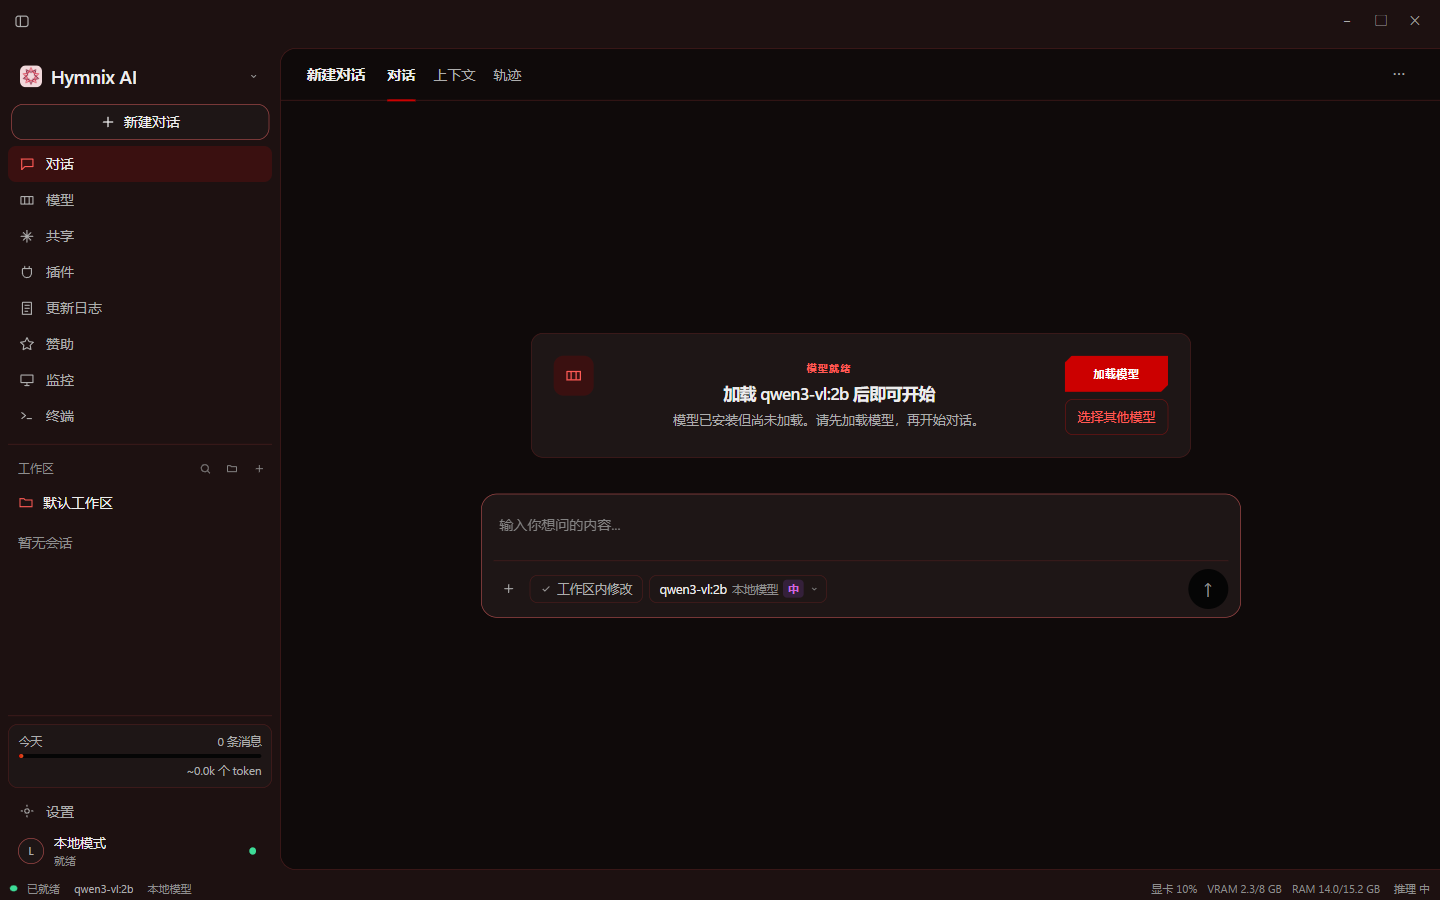 Hymnix AI
新建对话
对话
模型
共享
插件
更新日志
赞助
监控
终端
工作区
默认工作区
暂无会话
今天 0 条消息
~0.0k 个 token
设置
L 本地模式
就绪
新建对话 对话 上下文 轨迹
模型就绪
加载 qwen3-vl:2b 后即可开始
模型已安装但尚未加载。请先加载模型，再开始对话。
加载模型
选择其他模型
输入你想问的内容...
工作区内修改 qwen3-vl:2b 本地模型 中
已就绪 qwen3-vl:2b 本地模型 显卡 10% VRAM 2.3/8 GB RAM 14.0/15.2 GB 推理 中